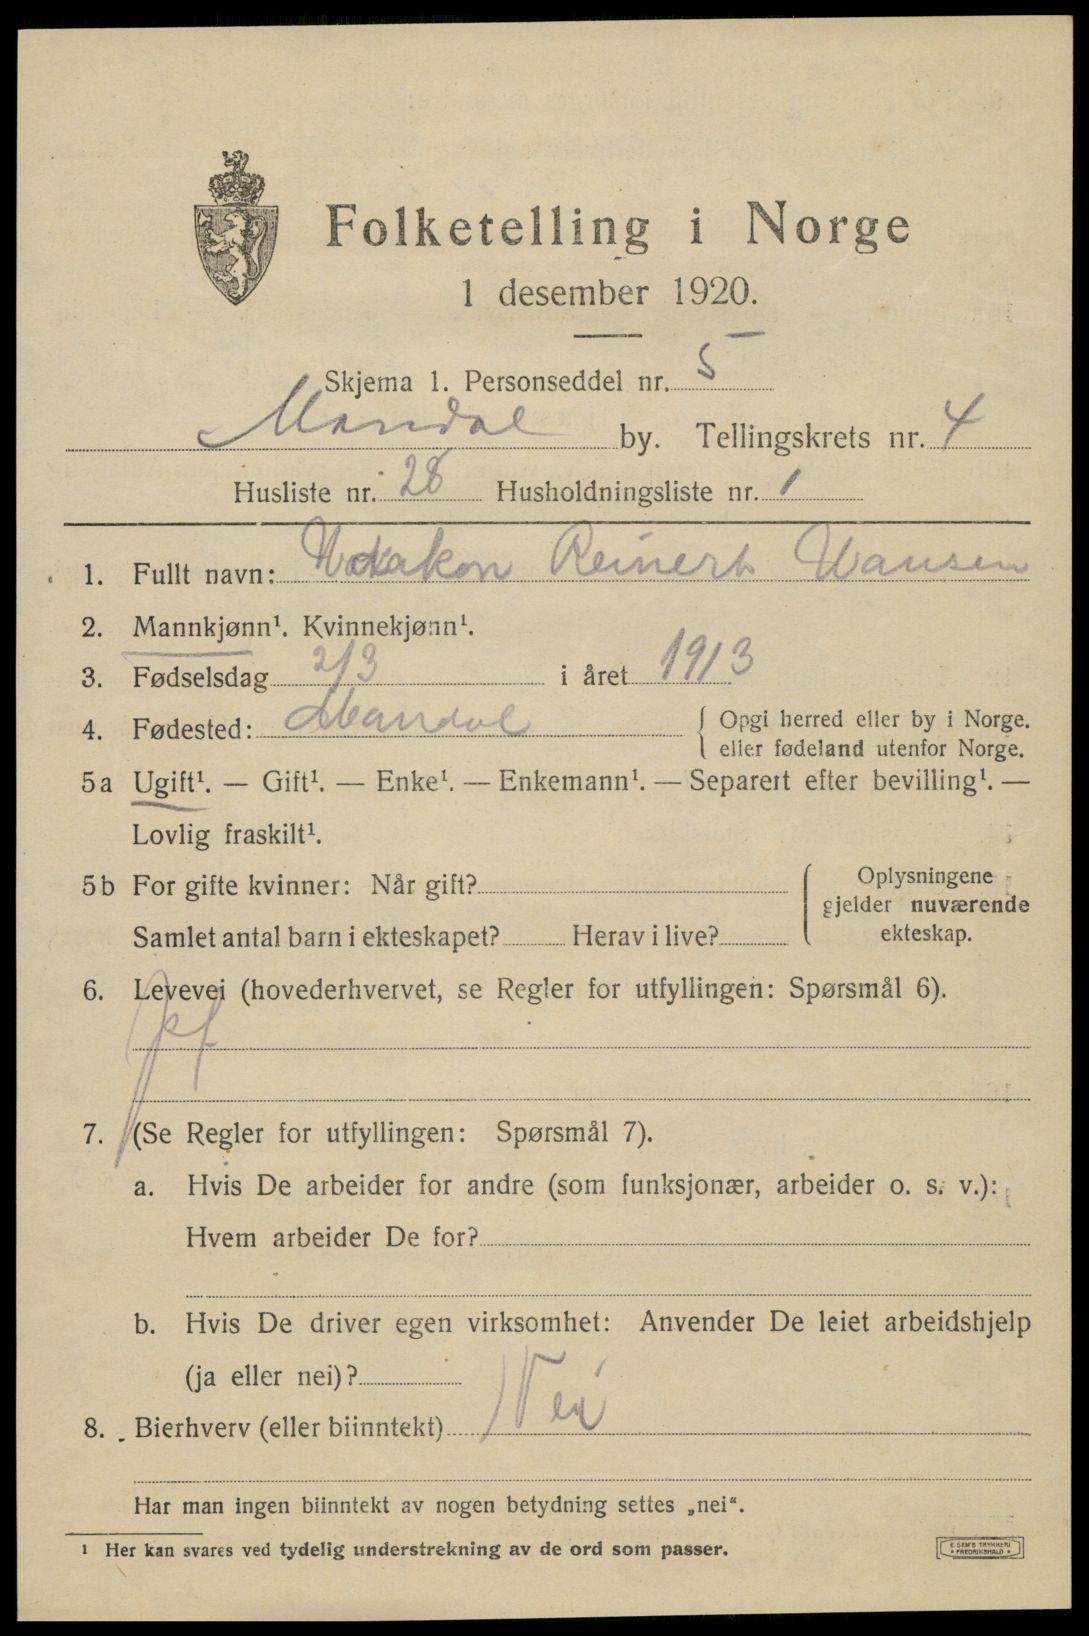 Folketelling i Norge
1 desember 1920.
Skjema 1. Personseddel nr. 5
Mandal by. Tellingskrets nr. 4
Husliste nr. 28 Husholdningsliste nr. 1
1. Fullt navn: Haakon Reinert Hansen
2. Mannkjønn¹. Kvinnekjønn¹.
3. Fødselsdag 2/3 i året 1913
4. Fødested: Mandal { Opgi herred eller by i Norge.
eller fødeland utenfor Norge.
5a Ugift¹. — Gift¹. — Enke¹. — Enkemann¹. — Separert efter bevilling¹. —
Lovlig fraskilt¹.
5b For gifte kvinner: Når gift? { Oplysningene
gjelder nuværende
Samlet antal barn i ekteskapet? Herav i live? ekteskap.
6. Levevei (hovederhvervet, se Regler for utfyllingen: Spørsmål 6).
7. (Se Regler for utfyllingen: Spørsmål 7).
a. Hvis De arbeider for andre (som funksjonær, arbeider o. s. v.):
Hvem arbeider De for?
b. Hvis De driver egen virksomhet: Anvender De leiet arbeidshjelp
(ja eller nei)?
8. Bierhverv (eller biinntekt) Nei
Har man ingen biinntekt av nogen betydning settes „nei“.
¹ Her kan svares ved tydelig understrekning av de ord som passer.
E. SEM'S TRYKKERI
• FREDRIKSHALD •